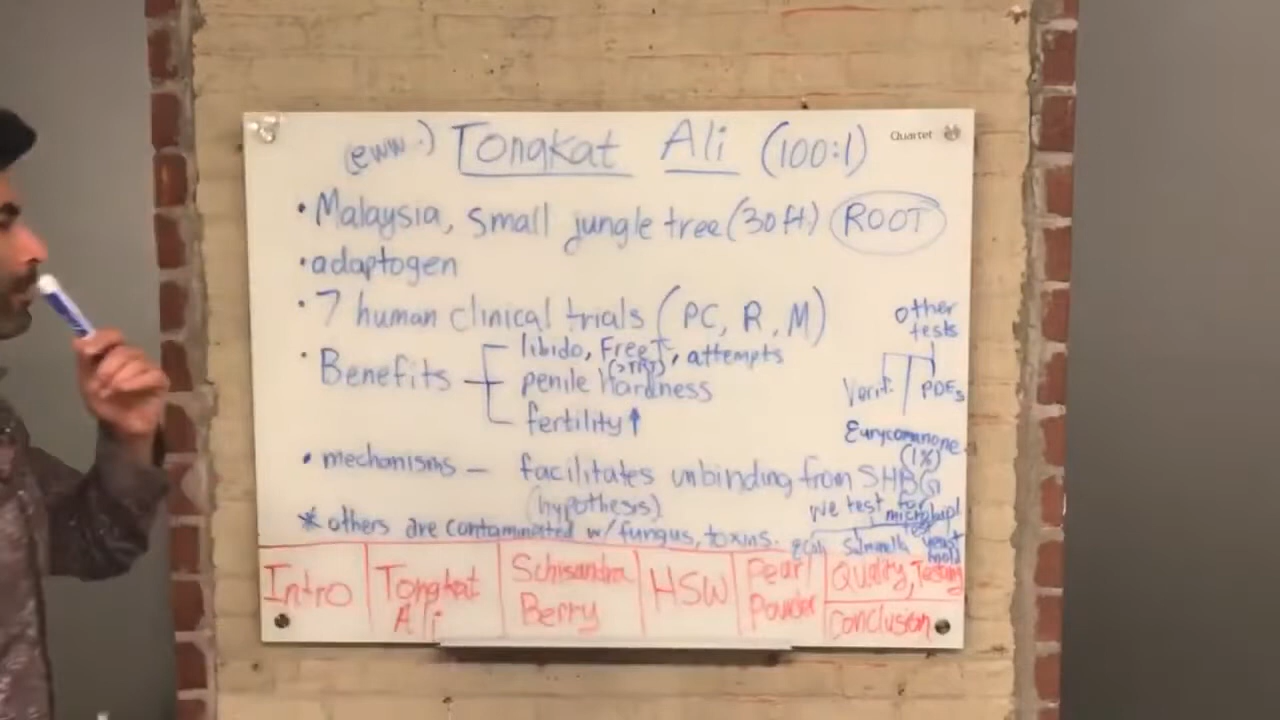 (eww.) Tongkat Ali (100:1)
Quartet
• Malaysia, small jungle tree (30ft) ROOT
• adaptogen
• 7 human clinical trials (PC, R, M)
• Benefits
libido, Free T, attempts
penile hardness
fertility↑
other
tests
Verif. PDE5
Eurycomanone
(1%)
• mechanisms – facilitates unbinding from SHBG
(hypothesis)
we test for
microbial
* others are contaminated w/ fungus, toxins.
Salmonella yeast
mold
Intro
Tongkat
Ali
Schisandra
Berry
HSW
Pearl
Powder
Quality, Testing
Conclusion